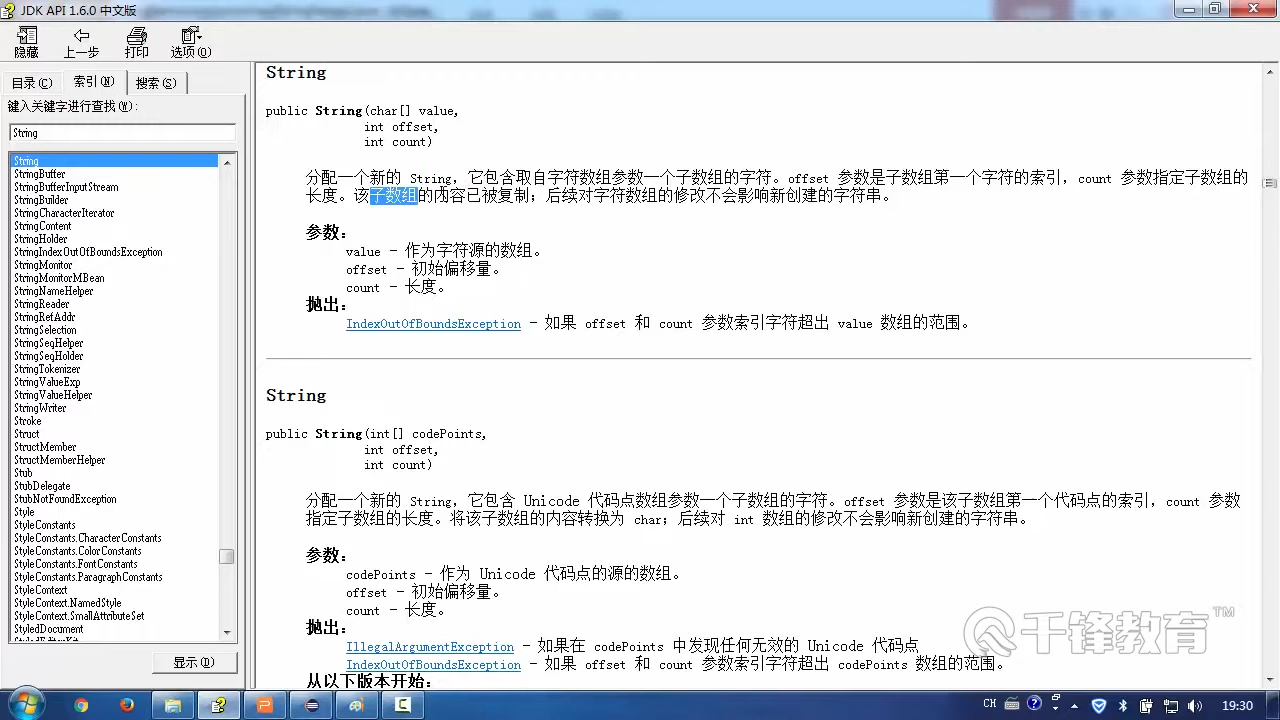 JDK API 1.6.0 中文版
隐藏 上一步 打印 选项(O)
目录(C) 索引(N) 搜索(S)
键入关键字进行查找(W):
String
String
StringBuffer
StringBufferInputStream
StringBuilder
StringCharacterIterator
StringContent
StringHolder
StringIndexOutOfBoundsException
StringMonitor
StringMonitorMBean
StringNameHelper
StringReader
StringRefAddr
StringSelection
StringSeqHelper
StringSeqHolder
StringTokenizer
StringValueExp
StringValueHelper
StringWriter
Stroke
Struct
StructMember
StructMemberHelper
Stub
StubDelegate
StubNotFoundException
Style
StyleConstants
StyleConstants.CharacterConstants
StyleConstants.ColorConstants
StyleConstants.FontConstants
StyleConstants.ParagraphConstants
StyleContext
StyleContext.NamedStyle
StyleContext.SmallAttributeSet
StyledDocument
显示(D)
String
public String(char[] value,
int offset,
int count)
分配一个新的 String，它包含取自字符数组参数一个子数组的字符。offset 参数是子数组第一个字符的索引，count 参数指定子数组的
长度。该子数组的内容已被复制；后续对字符数组的修改不会影响新创建的字符串。
参数：
value - 作为字符源的数组。
offset - 初始偏移量。
count - 长度。
抛出：
IndexOutOfBoundsException - 如果 offset 和 count 参数索引字符超出 value 数组的范围。
String
public String(int[] codePoints,
int offset,
int count)
分配一个新的 String，它包含 Unicode 代码点数组参数一个子数组的字符。offset 参数是该子数组第一个代码点的索引，count 参数
指定子数组的长度。将该子数组的内容转换为 char；后续对 int 数组的修改不会影响新创建的字符串。
参数：
codePoints - 作为 Unicode 代码点的源的数组。
offset - 初始偏移量。
count - 长度。
抛出：
IllegalArgumentException - 如果在 codePoints 中发现任何无效的 Unicode 代码点
IndexOutOfBoundsException - 如果 offset 和 count 参数索引字符超出 codePoints 数组的范围。
从以下版本开始：
千锋教育TM
CH 19:30